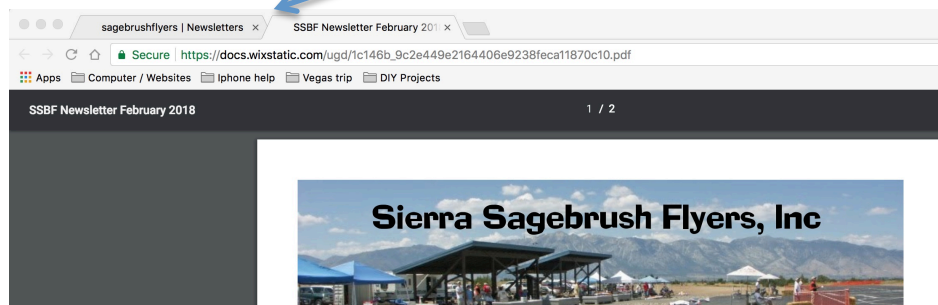 sagebrushflyers | Newsletters × SSBF Newsletter February 201 ×
Secure | https://docs.wixstatic.com/ugd/1c146b_9c2e449e2164406e9238feca11870c10.pdf
Apps Computer / Websites Iphone help Vegas trip DIY Projects
SSBF Newsletter February 2018 1 / 2
Sierra Sagebrush Flyers, Inc